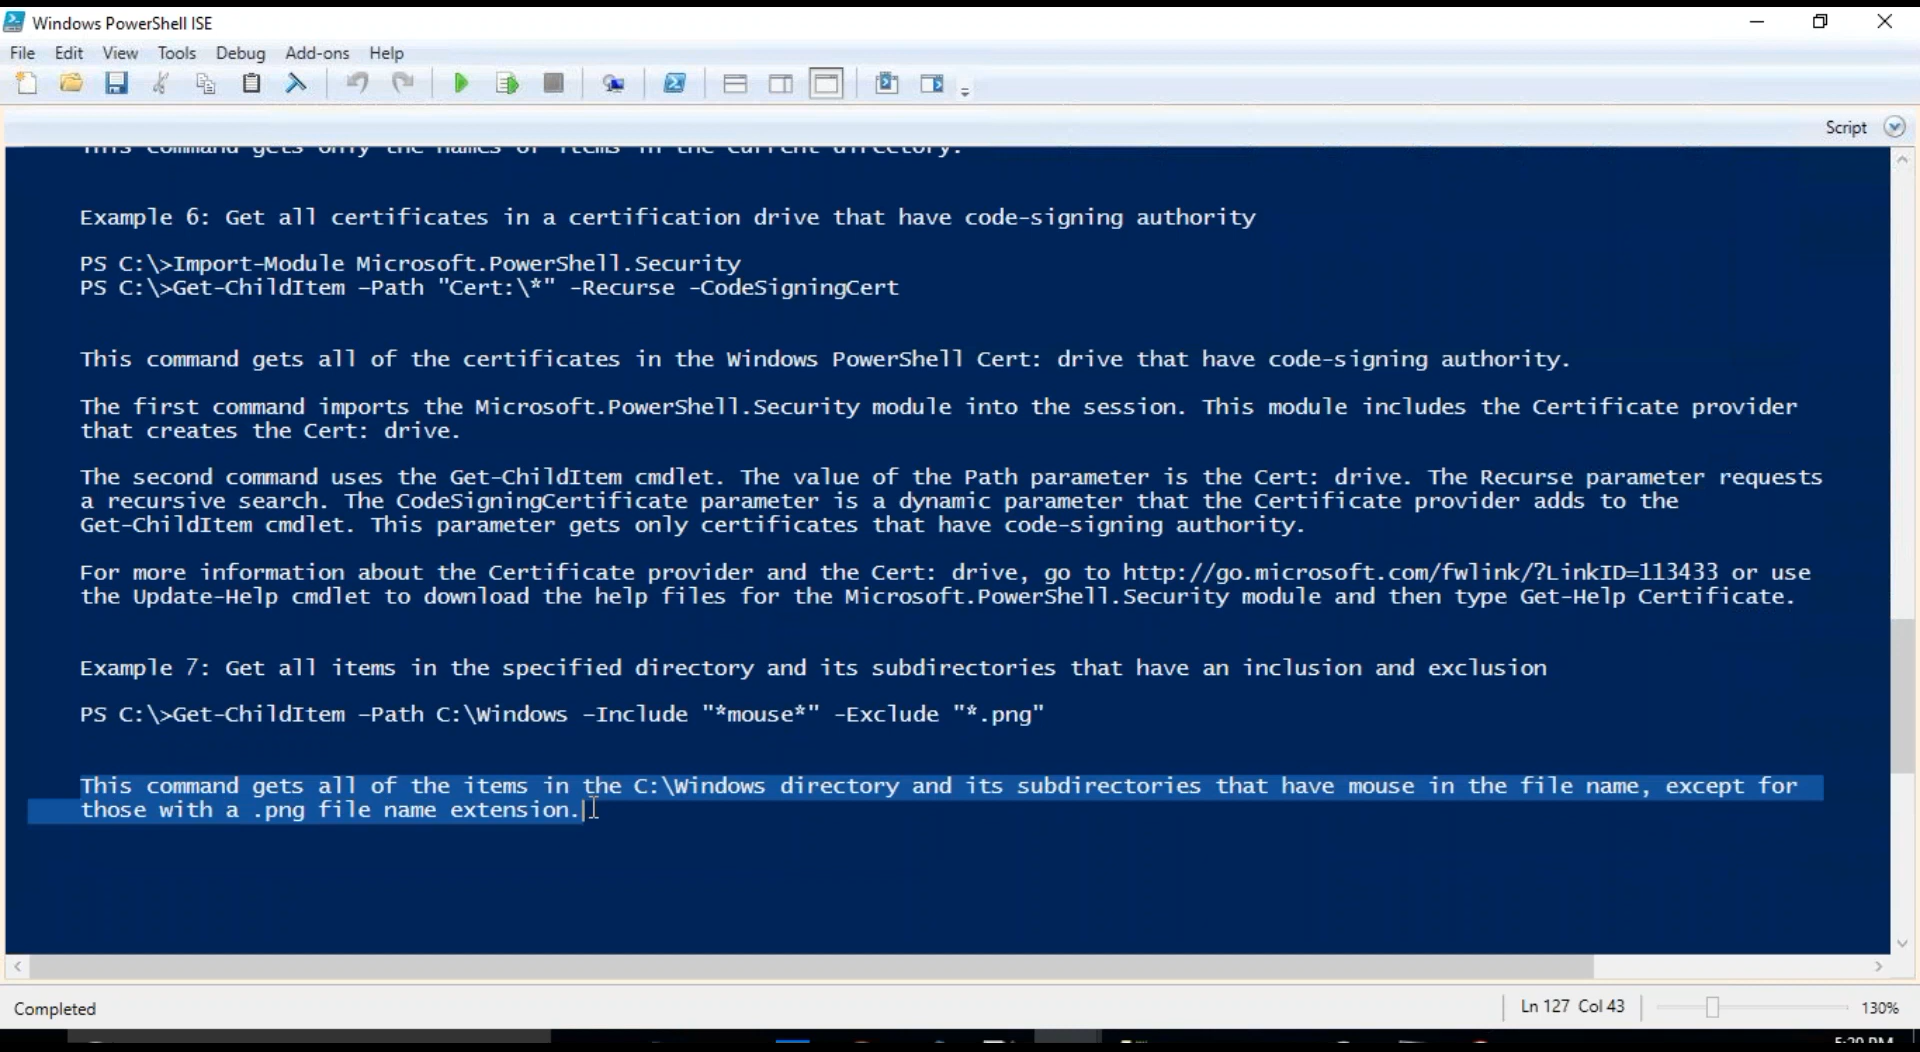 Windows PowerShell ISE
File Edit View Tools Debug Add-ons Help
Script
This command gets only the names of items in the current directory.
Example 6: Get all certificates in a certification drive that have code-signing authority
PS C:\>Import-Module Microsoft.PowerShell.Security
PS C:\>Get-ChildItem –Path "Cert:\*" -Recurse -CodeSigningCert
This command gets all of the certificates in the Windows PowerShell Cert: drive that have code-signing authority.
The first command imports the Microsoft.PowerShell.Security module into the session. This module includes the Certificate provider
that creates the Cert: drive.
The second command uses the Get-ChildItem cmdlet. The value of the Path parameter is the Cert: drive. The Recurse parameter requests
a recursive search. The CodeSigningCertificate parameter is a dynamic parameter that the Certificate provider adds to the
Get-ChildItem cmdlet. This parameter gets only certificates that have code-signing authority.
For more information about the Certificate provider and the Cert: drive, go to http://go.microsoft.com/fwlink/?LinkID=113433 or use
the Update-Help cmdlet to download the help files for the Microsoft.PowerShell.Security module and then type Get-Help Certificate.
Example 7: Get all items in the specified directory and its subdirectories that have an inclusion and exclusion
PS C:\>Get-ChildItem –Path C:\Windows –Include "*mouse*" -Exclude "*.png"
This command gets all of the items in the C:\Windows directory and its subdirectories that have mouse in the file name, except for
those with a .png file name extension.
Completed
Ln 127 Col 43
130%